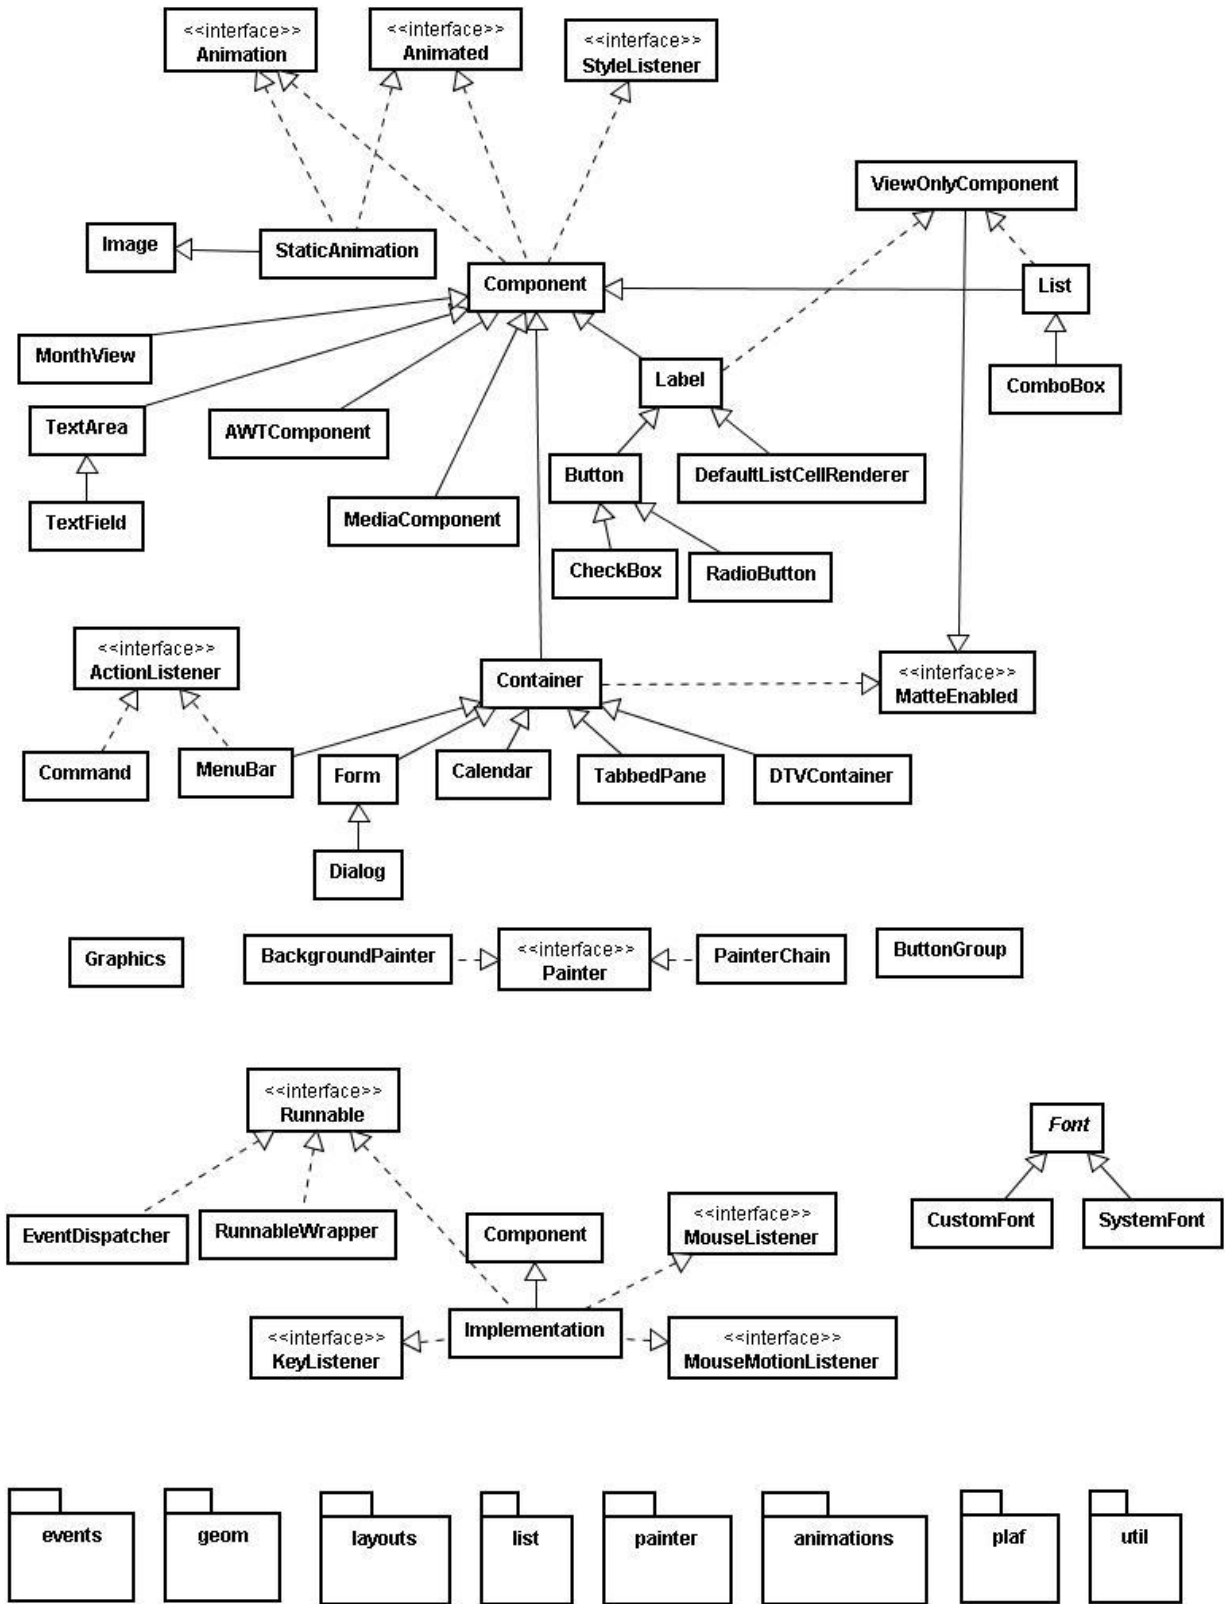 <<interface>>
Animation
<<interface>>
Animated
<<interface>>
StyleListener
ViewOnlyComponent
Image
StaticAnimation
Component
List
MonthView
Label
ComboBox
TextArea
AWTComponent
Button
DefaultListCellRenderer
TextField
MediaComponent
CheckBox
RadioButton
<<interface>>
ActionListener
Container
<<interface>>
MatteEnabled
Command
MenuBar
Form
Calendar
TabbedPane
DTVContainer
Dialog
Graphics
BackgroundPainter
<<interface>>
Painter
PainterChain
ButtonGroup
<<interface>>
Runnable
Font
EventDispatcher
RunnableWrapper
Component
<<interface>>
MouseListener
CustomFont
SystemFont
<<interface>>
KeyListener
Implementation
<<interface>>
MouseMotionListener
events
geom
layouts
list
painter
animations
plaf
util